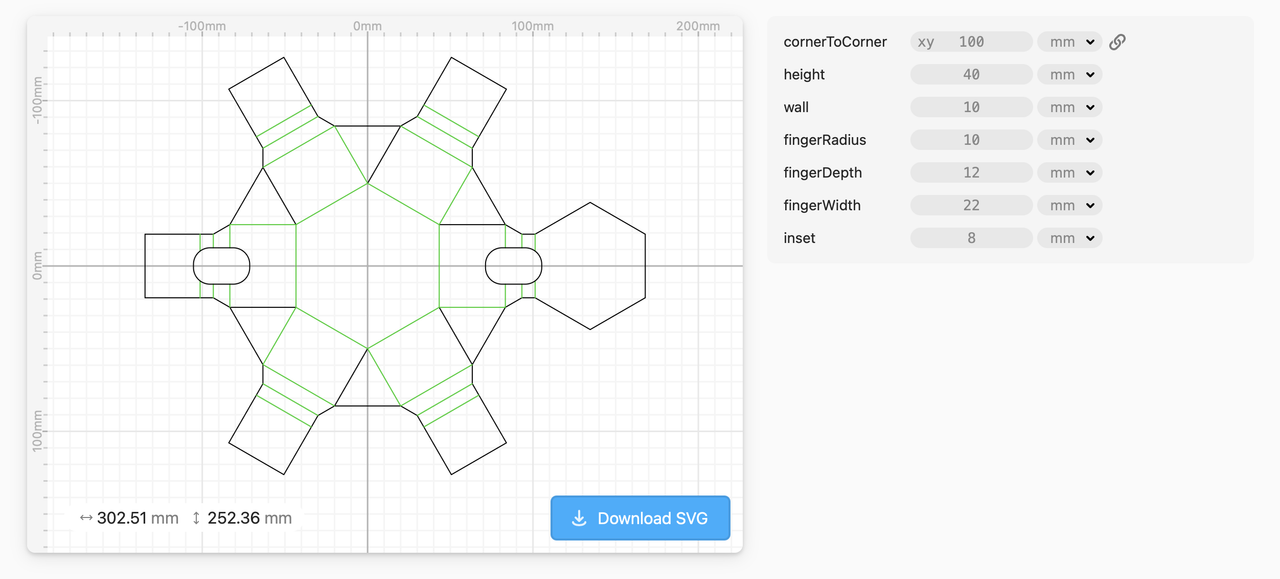 -100mm 0mm 100mm 200mm
-100mm
0mm
100mm
302.51 mm 252.36 mm
Download SVG
cornerToCorner xy 100 mm
height 40 mm
wall 10 mm
fingerRadius 10 mm
fingerDepth 12 mm
fingerWidth 22 mm
inset 8 mm